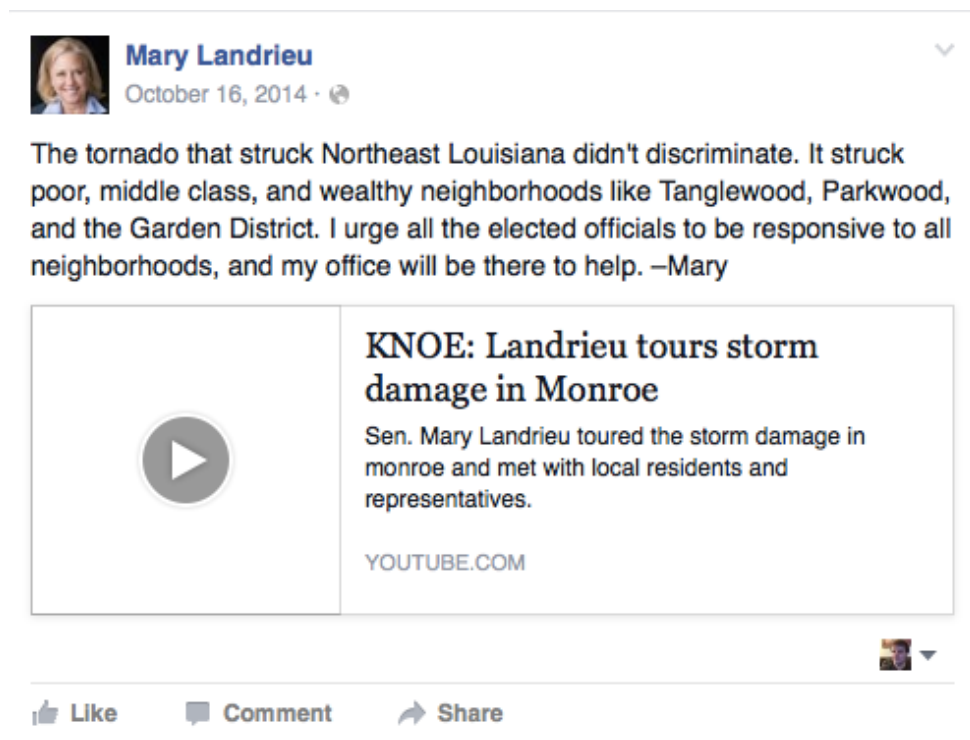 Mary Landrieu
October 16, 2014 ·
The tornado that struck Northeast Louisiana didn't discriminate. It struck
poor, middle class, and wealthy neighborhoods like Tanglewood, Parkwood,
and the Garden District. I urge all the elected officials to be responsive to all
neighborhoods, and my office will be there to help. –Mary
KNOE: Landrieu tours storm
damage in Monroe
Sen. Mary Landrieu toured the storm damage in
monroe and met with local residents and
representatives.
YOUTUBE.COM
Like Comment Share